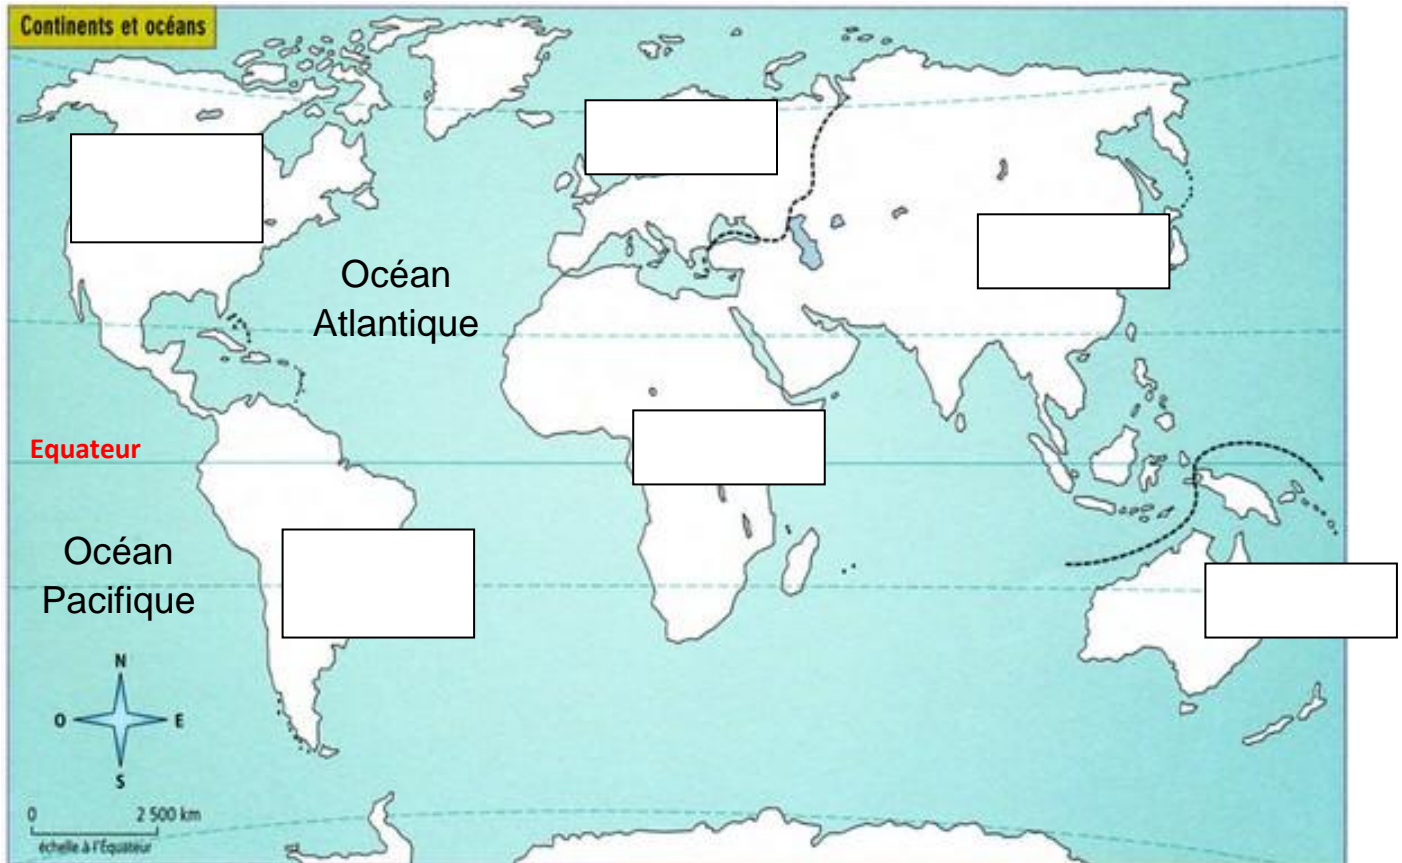 Continents et océans
Océan
Atlantique
Equateur
Océan
Pacifique
N
O E
S
0 2 500 km
échelle à l'Équateur